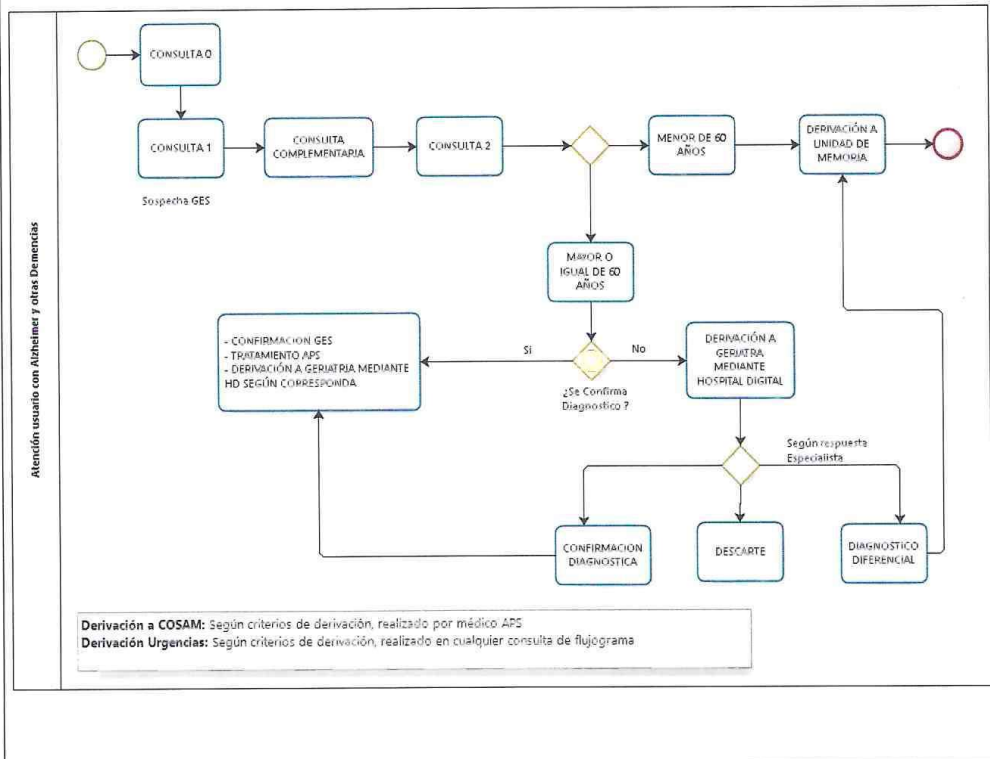 Atención usuario con Alzheimer y otras Demencias
CONSULTA 0
CONSULTA 1
Sospecha GES
CONSULTA
COMPLEMENTARIA
CONSULTA 2
MENOR DE 60
AÑOS
DERIVACIÓN A
UNIDAD DE
MEMORIA
MAYOR O
IGUAL DE 60
AÑOS
- CONFIRMACION GES
- TRATAMIENTO APS
- DERIVACIÓN A GERIATRIA MEDIANTE
HD SEGÚN CORRESPONDA
Si
No
¿Se Confirma
Diagnostico ?
DERIVACIÓN A
GERIATRA
MEDIANTE
HOSPITAL DIGITAL
Según respuesta
Especialista
CONFIRMACION
DIAGNOSTICA
DESCARTE
DIAGNOSTICO
DIFERENCIAL
Derivación a COSAM: Según criterios de derivación, realizado por médico APS
Derivación Urgencias: Según criterios de derivación, realizado en cualquier consulta de flujograma